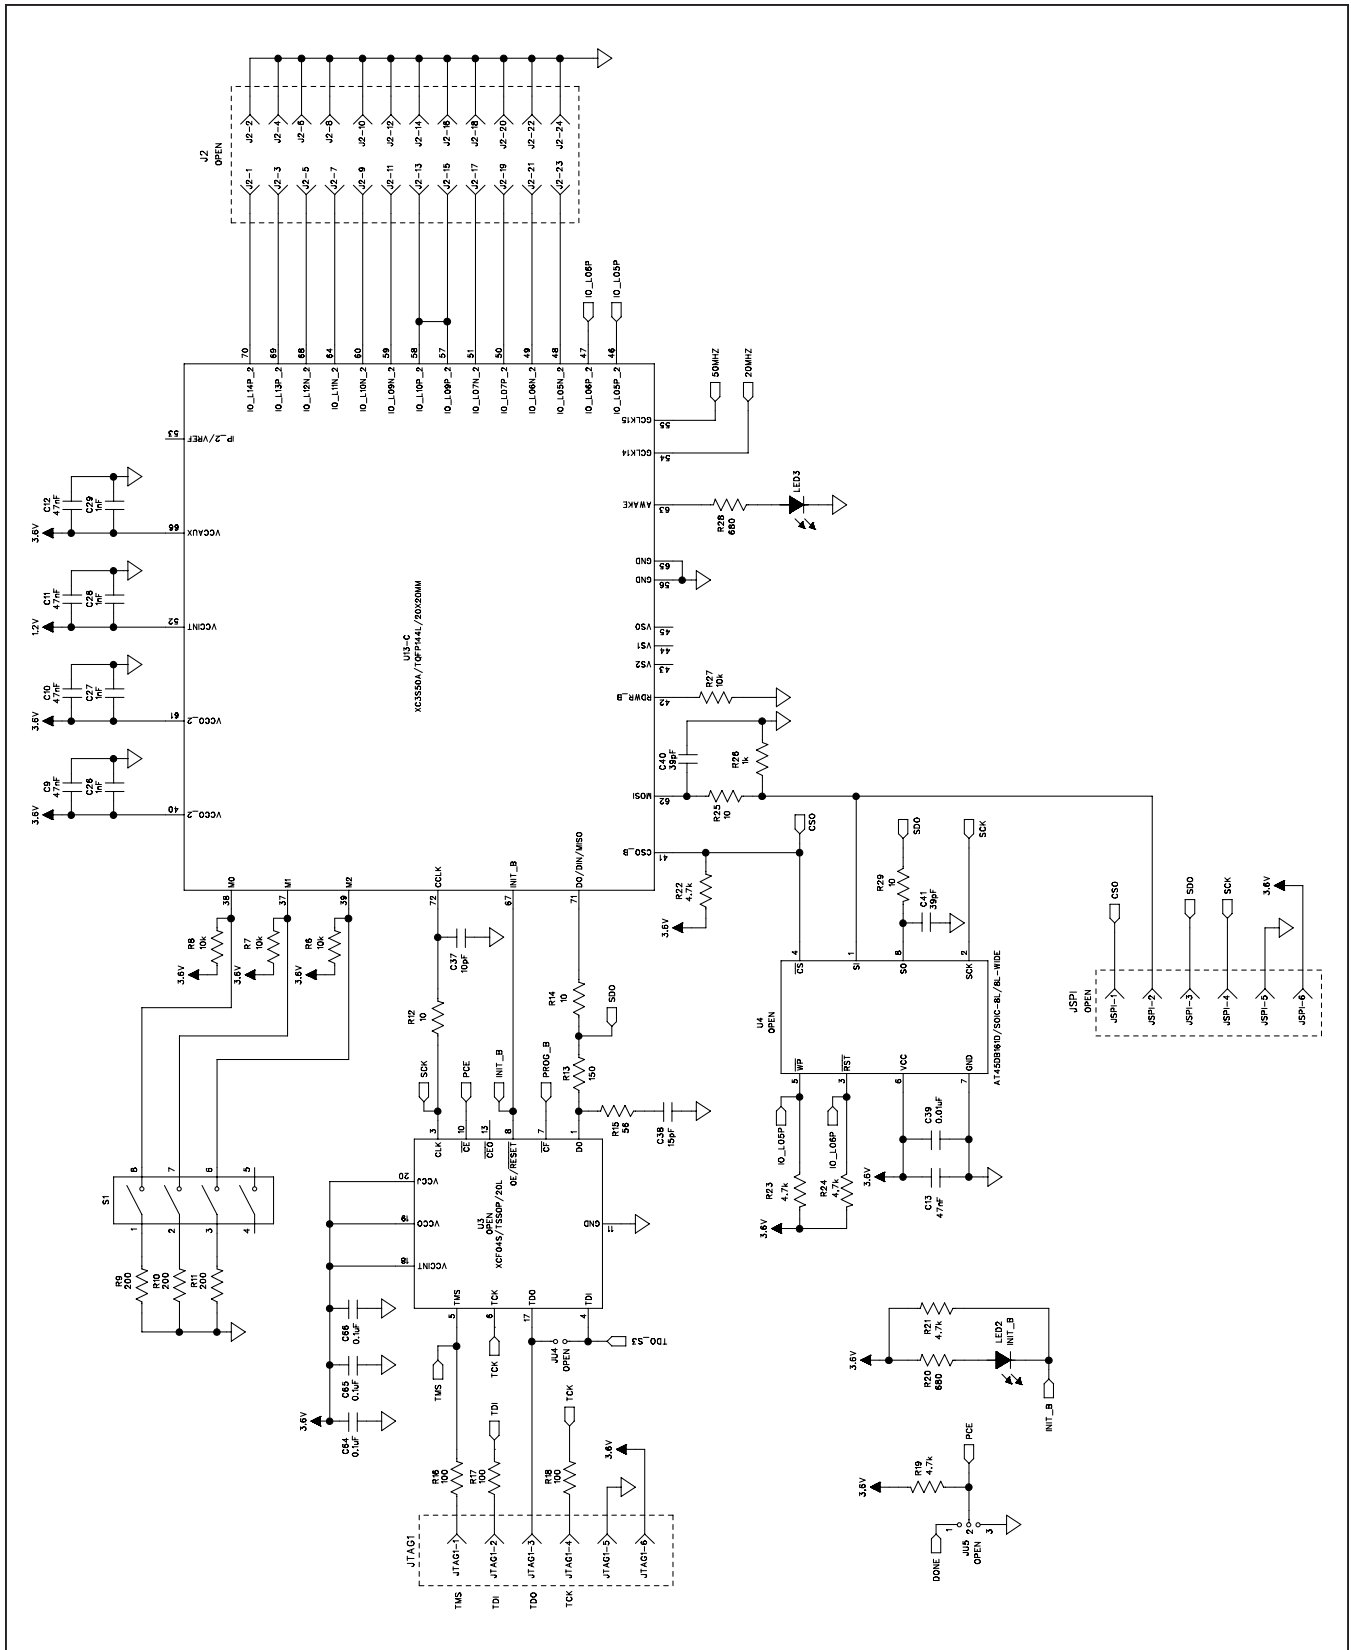 J2
OPEN
J2-2
J2-4
J2-6
J2-8
J2-10
J2-12
J2-14
J2-16
J2-18
J2-20
J2-22
J2-24
J2-1
J2-3
J2-5
J2-7
J2-9
J2-11
J2-13
J2-15
J2-17
J2-19
J2-21
J2-23
IO_L06P
IO_L05P
70
69
68
64
60
59
58
57
51
50
49
48
47
46
IO_L14P_2
IO_L13P_2
IO_L12N_2
IO_L11N_2
IO_L10N_2
IO_L09N_2
IO_L10P_2
IO_L09P_2
IO_L07N_2
IO_L07P_2
IO_L06N_2
IO_L05N_2
IO_L06P_2
IO_L05P_2
50MHZ
20MHZ
GCLK15
55
GCLK14
54
53
IP_2/VREF
C12
47nF
C29
1nF
3.6V
66
VCCAUX
AWAKE
63
R28
680
LED3
GND
65
GND
56
C11
47nF
C28
1nF
1.2V
52
VCCINT
U13-C
XC3S50A/TQFP144L/20X20MM
VS0
45
VS1
44
VS2
43
C10
47nF
C27
1nF
3.6V
61
VCCO_2
RDWR_B
42
R27
10k
C40
39pF
R26
1k
C9
47nF
C26
1nF
3.6V
40
VCCO_2
MOSI
62
R25
10
CSO_B
41
CSO
SDO
SCK
M0
38
M1
37
M2
39
CCLK
72
INIT_B
67
DO/DIN/MISO
71
R22
4.7k
3.6V
R29
10
C41
39pF
R8
10k
3.6V
R7
10k
3.6V
R6
10k
3.6V
C37
10pF
R12
10
R14
10
SDO
4
CS
1
SI
8
SO
2
SCK
U4
OPEN
AT45DB161D/SOIC-8L/8L-WIDE
WP
5
RST
3
VCC
6
GND
7
CSO
SDO
SCK
3.6V
JSPI
OPEN
JSPI-1
JSPI-2
JSPI-3
JSPI-4
JSPI-5
JSPI-6
SCK
PCE
INIT_B
PROG_B
R13
150
R15
56
C38
15pF
IO_L05P
IO_L06P
R23
4.7k
R24
4.7k
3.6V
C39
0.01uF
C13
47nF
3.6V
3
CLK
10
CE
13
CEO
8
OE/RESET
7
CF
1
D0
S1
8
7
6
5
1
2
3
4
20
VCCJ
19
VCCO
18
VCCINT
U3
OPEN
XCF04S/TSSOP/20L
GND
11
R9
200
R10
200
R11
200
TMS
5
TCK
6
TDO
17
TDI
4
C66
0.1uF
C65
0.1uF
C64
0.1uF
3.6V
TMS
TCK
JU4
OPEN
TDO_S3
TDI
TCK
R16
100
R17
100
R18
100
3.6V
R21
4.7k
3.6V
R20
680
LED2
INIT_B
INIT_B
R19
4.7k
3.6V
PCE
DONE
1
2
3
JU5
OPEN
JTAG1
JTAG1-1
JTAG1-2
JTAG1-3
JTAG1-4
JTAG1-5
JTAG1-6
TMS
TDI
TDO
TCK